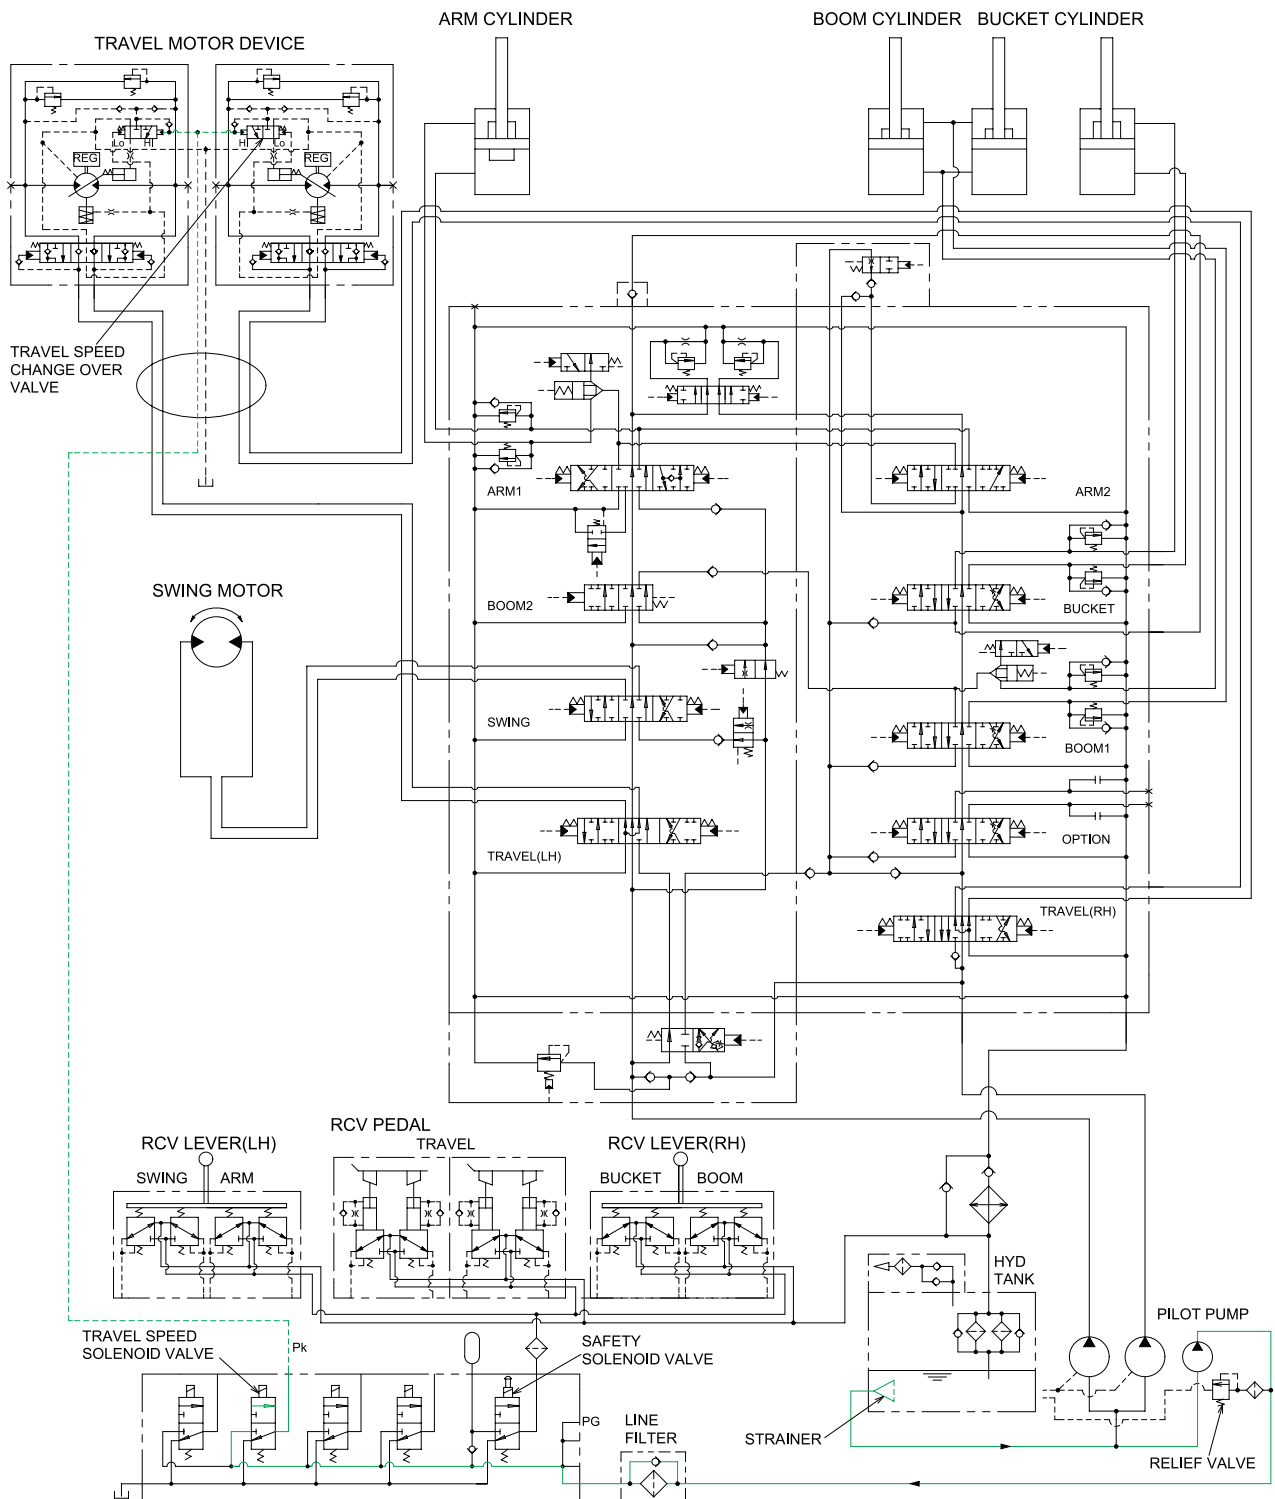 ARM CYLINDER
BOOM CYLINDER
BUCKET CYLINDER
TRAVEL MOTOR DEVICE
Lo
HI
HI
Lo
REG
REG
TRAVEL SPEED
CHANGE OVER
VALVE
ARM1
ARM2
SWING MOTOR
BOOM2
BUCKET
SWING
BOOM1
TRAVEL(LH)
OPTION
TRAVEL(RH)
RCV PEDAL
RCV LEVER(LH)
TRAVEL
RCV LEVER(RH)
SWING
ARM
BUCKET
BOOM
HYD
TANK
PILOT PUMP
TRAVEL SPEED
SOLENOID VALVE
Pk
SAFETY
SOLENOID VALVE
PG
LINE
FILTER
STRAINER
RELIEF VALVE